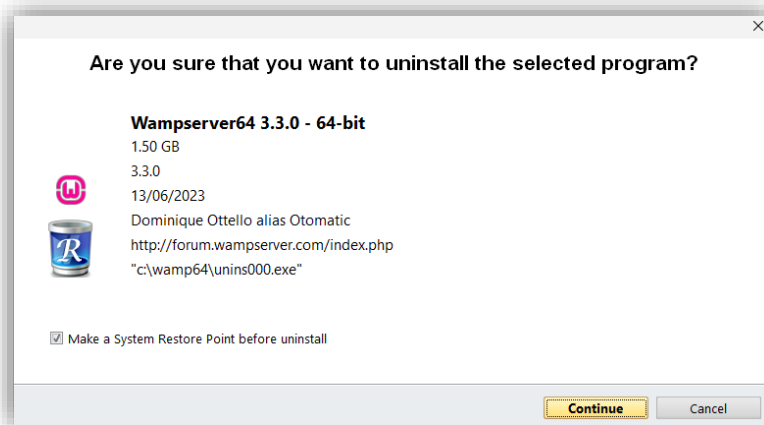 Are you sure that you want to uninstall the selected program?
Wampserver64 3.3.0 - 64-bit
1.50 GB
3.3.0
13/06/2023
Dominique Ottello alias Otomatic
http://forum.wampserver.com/index.php
"c:\wamp64\unins000.exe"
R
Make a System Restore Point before uninstall
Continue
Cancel